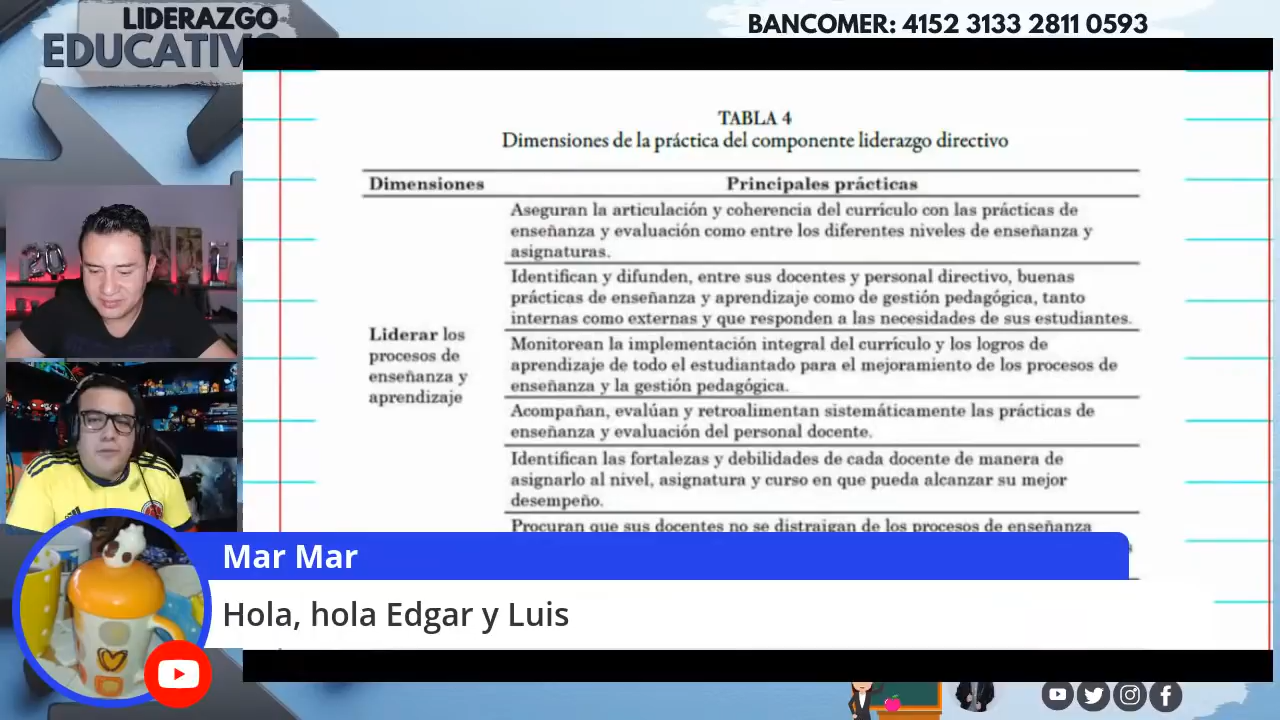 LIDERAZGO
EDUCATIV
BANCOMER: 4152 3133 2811 0593
TABLA 4
Dimensiones de la práctica del componente liderazgo directivo
Dimensiones
Principales prácticas
Liderar los
procesos de
enseñanza y
aprendizaje
Aseguran la articulación y coherencia del currículo con las prácticas de
enseñanza y evaluación como entre los diferentes niveles de enseñanza y
asignaturas.
Identifican y difunden, entre sus docentes y personal directivo, buenas
prácticas de enseñanza y aprendizaje como de gestión pedagógica, tanto
internas como externas y que responden a las necesidades de sus estudiantes.
Monitorean la implementación integral del currículo y los logros de
aprendizaje de todo el estudiantado para el mejoramiento de los procesos de
enseñanza y la gestión pedagógica.
Acompañan, evalúan y retroalimentan sistemáticamente las prácticas de
enseñanza y evaluación del personal docente.
Identifican las fortalezas y debilidades de cada docente de manera de
asignarlo al nivel, asignatura y curso en que pueda alcanzar su mejor
desempeño.
Procuran que sus docentes no se distraigan de los procesos de enseñanza
20
Mar Mar
Hola, hola Edgar y Luis